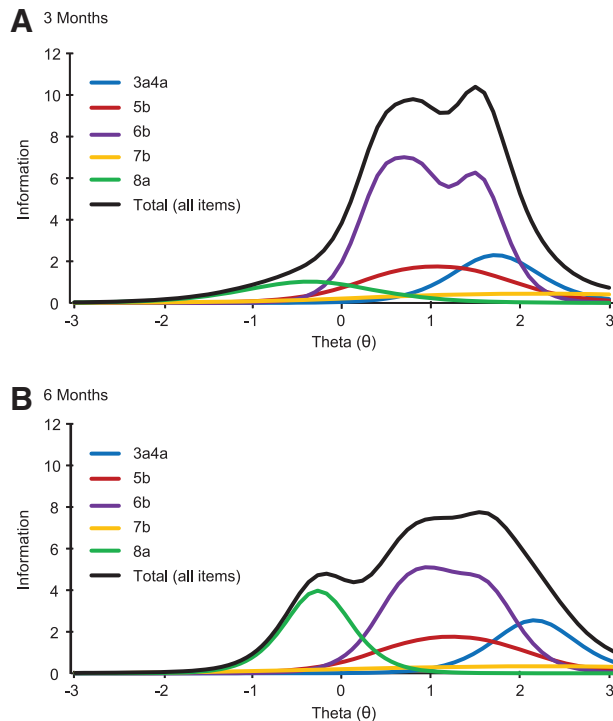 A 3 Months
12
10
8
6
4
2
0
Information
3a4a
5b
6b
7b
8a
Total (all items)
-3 -2 -1 0 1 2 3
Theta (θ)
B 6 Months
12
10
8
6
4
2
0
Information
3a4a
5b
6b
7b
8a
Total (all items)
-3 -2 -1 0 1 2 3
Theta (θ)